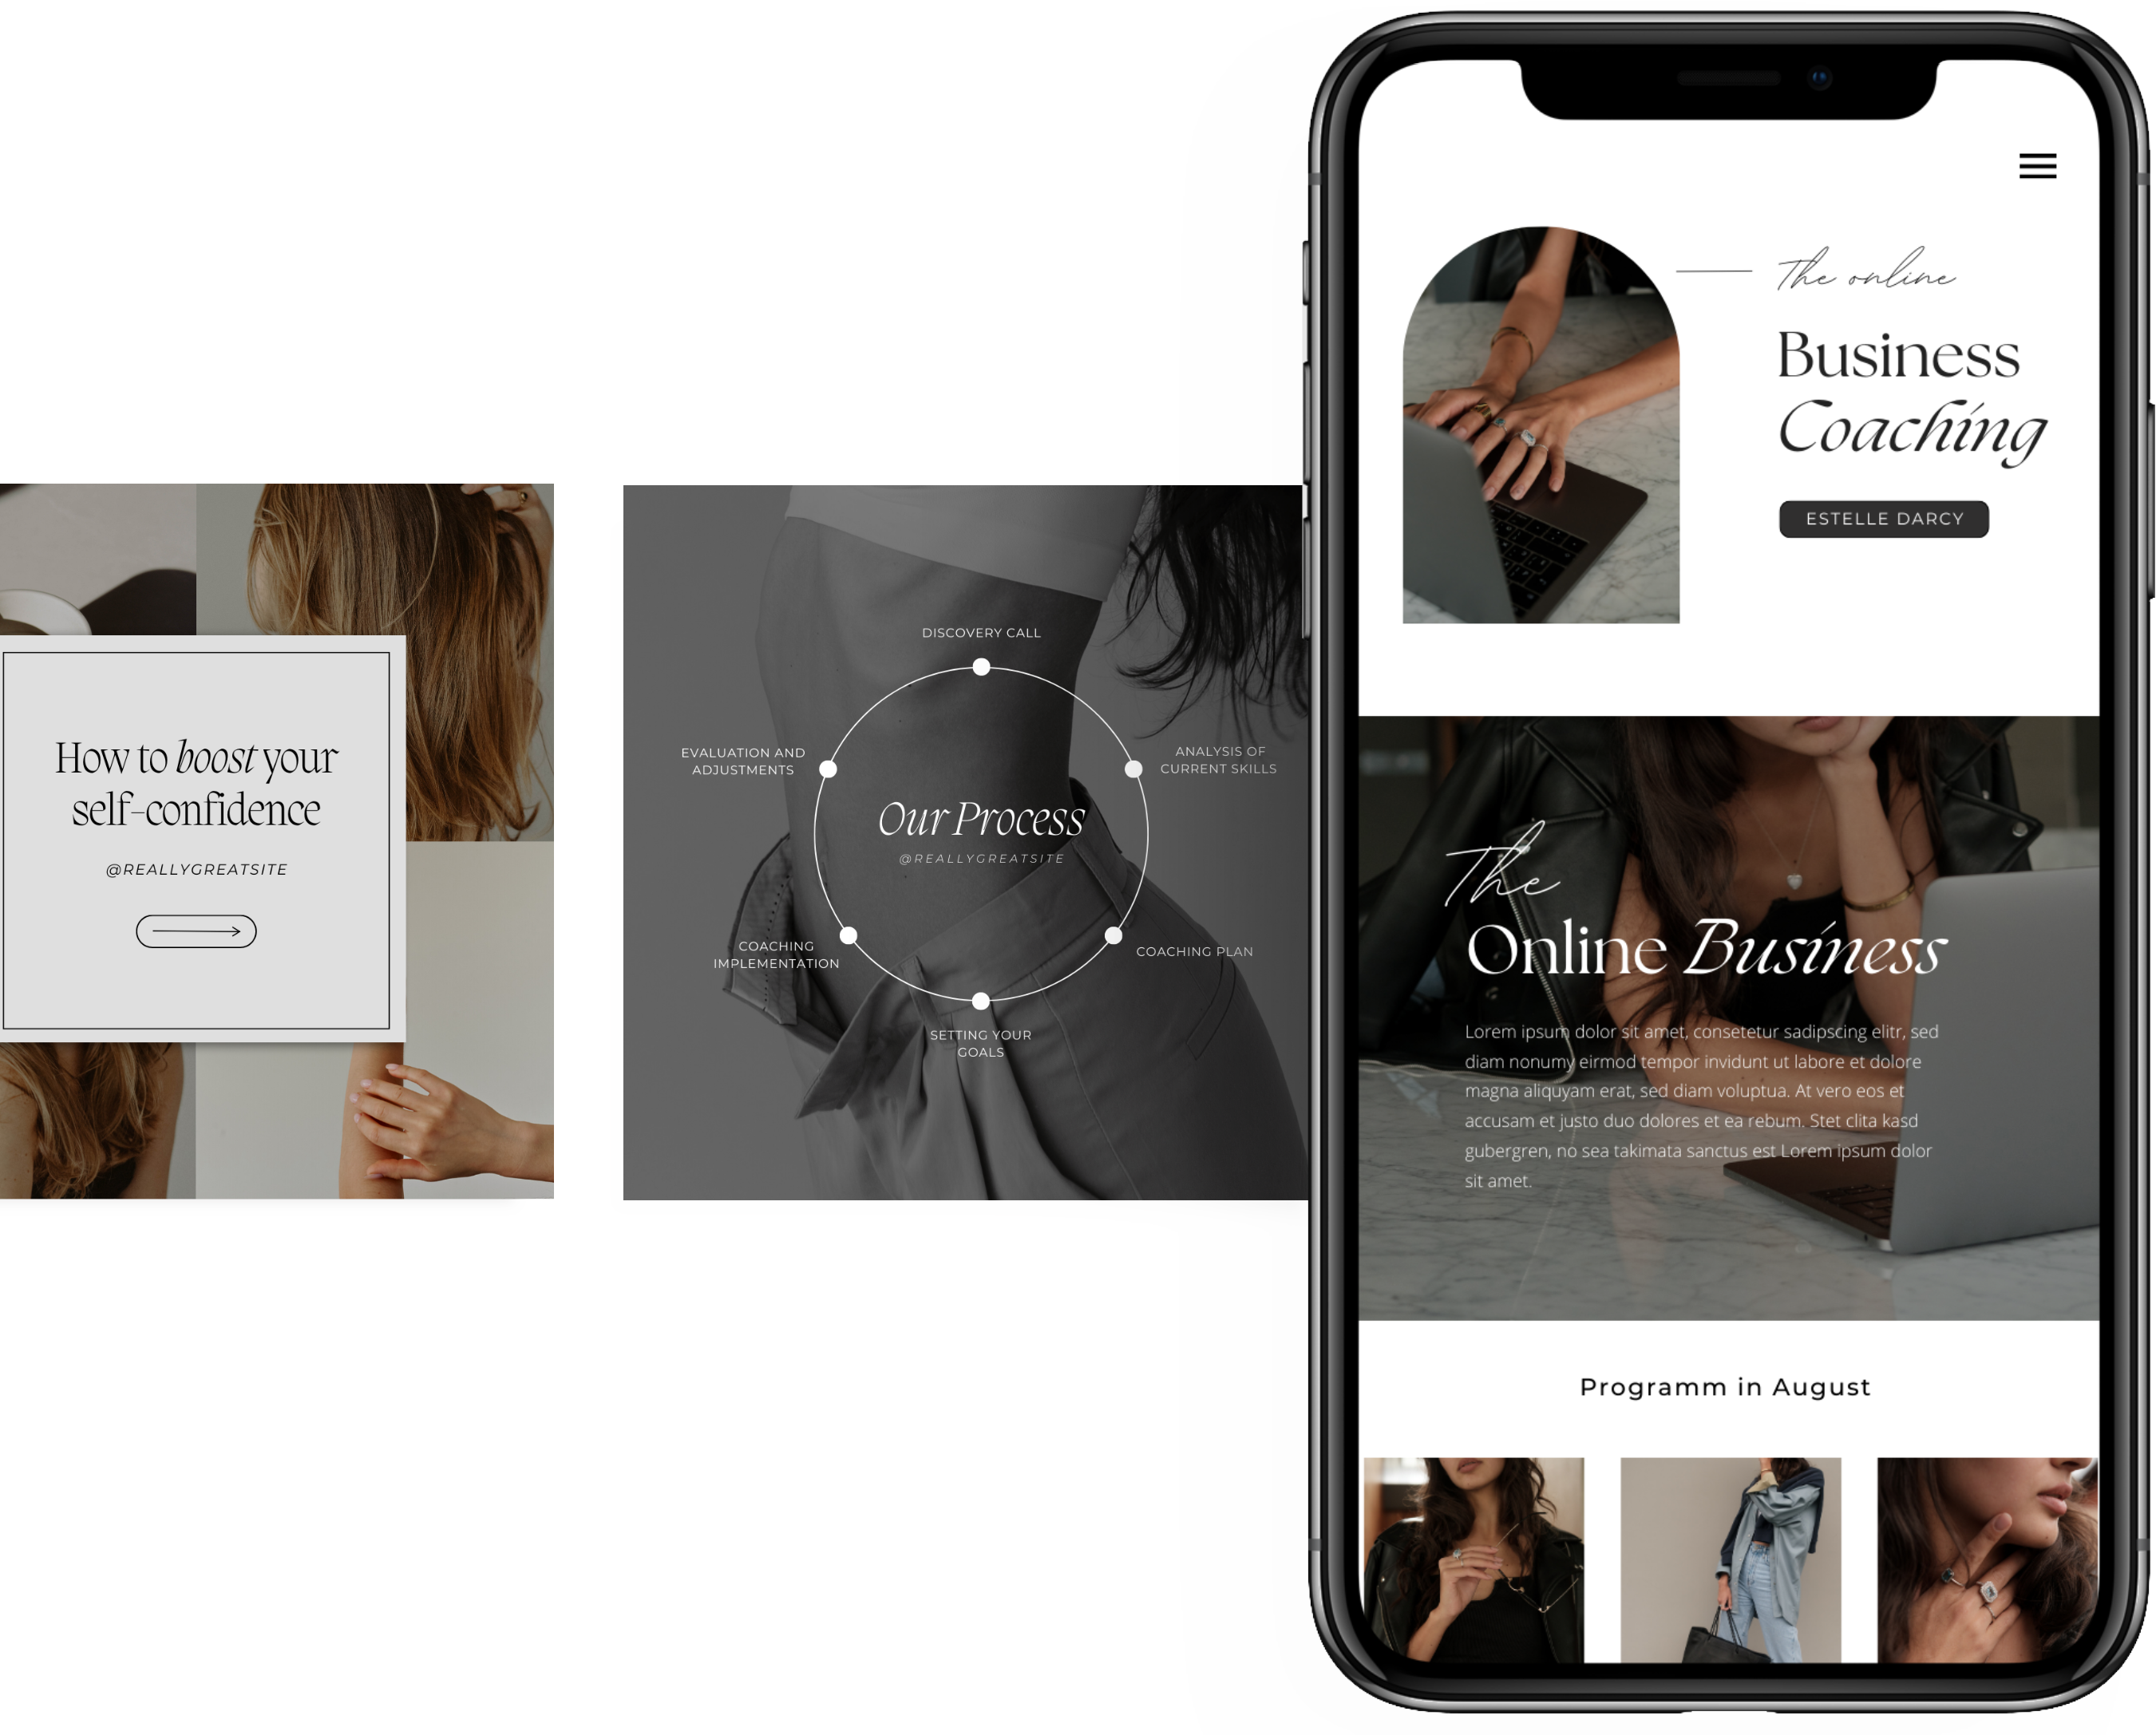 How to boost your
self-confidence
@REALLYGREATSITE
DISCOVERY CALL
ANALYSIS OF
CURRENT SKILLS
COACHING PLAN
SETTING YOUR
GOALS
COACHING
IMPLEMENTATION
EVALUATION AND
ADJUSTMENTS
Our Process
@REALLYGREATSITE
The online
Business
Coaching
ESTELLE DARCY
The
Online Business
Lorem ipsum dolor sit amet, consetetur sadipscing elitr, sed
diam nonumy eirmod tempor invidunt ut labore et dolore
magna aliquyam erat, sed diam voluptua. At vero eos et
accusam et justo duo dolores et ea rebum. Stet clita kasd
gubergren, no sea takimata sanctus est Lorem ipsum dolor
sit amet.
Programm in August